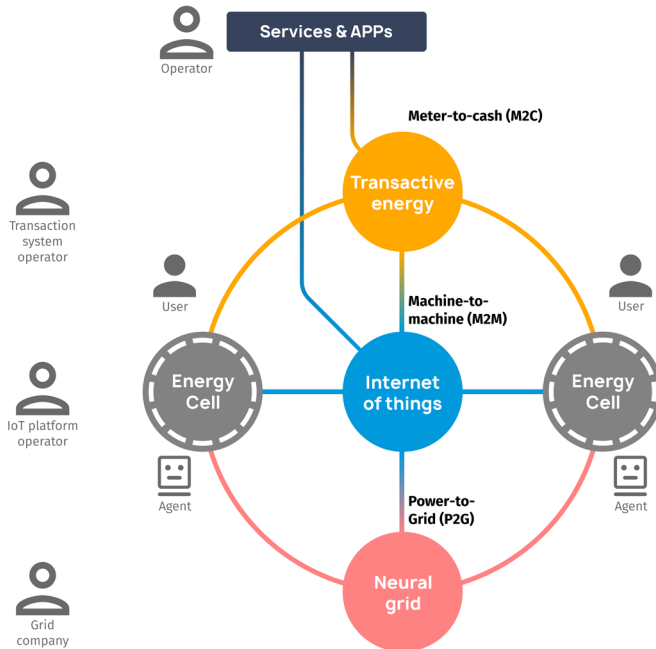 Services & APPs
Operator
Meter-to-cash (M2C)
Transactive
energy
Transaction
system
operator
User
User
Machine-to-
machine (M2M)
Energy
Cell
Internet
of things
Energy
Cell
IoT platform
operator
Agent
Agent
Power-to-
Grid (P2G)
Neural
grid
Grid
company